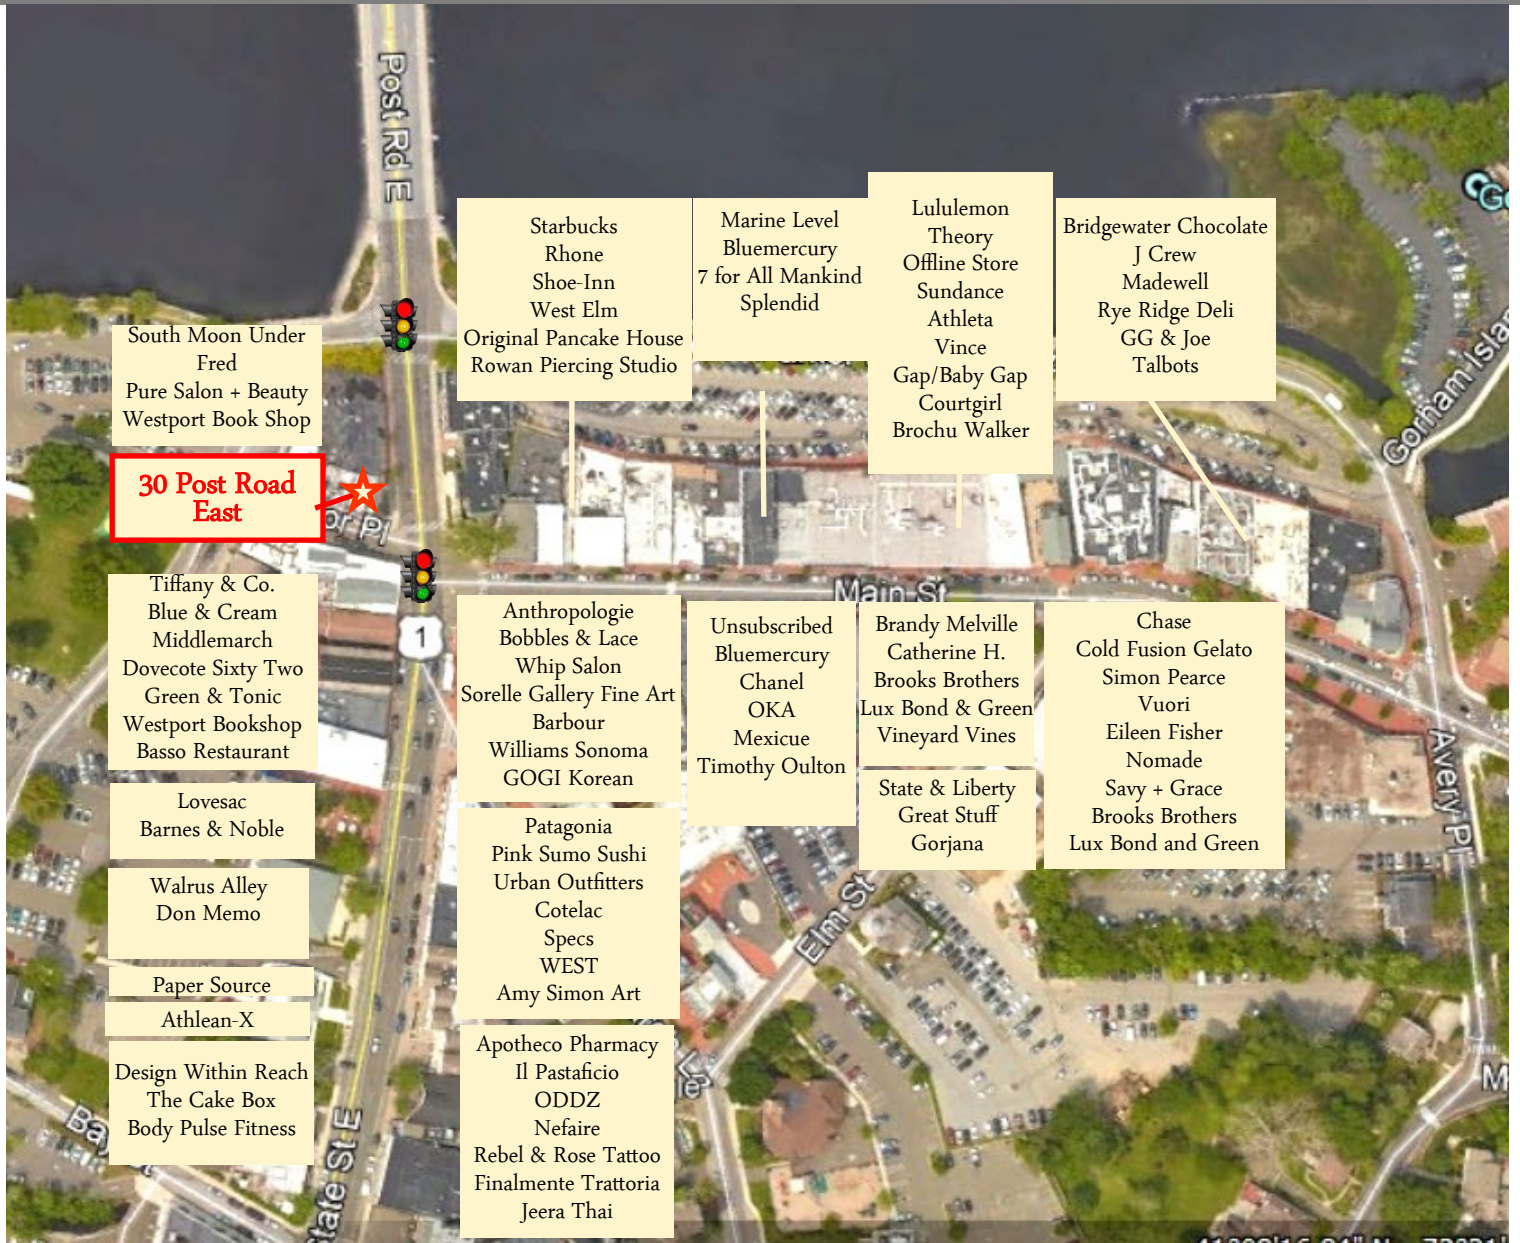 Post Rd E
Starbucks
Rhone
Shoe-Inn
West Elm
Original Pancake House
Rowan Piercing Studio
Marine Level
Bluemercury
7 for All Mankind
Splendid
Lululemon
Theory
Offline Store
Sundance
Athleta
Vince
Gap/Baby Gap
Courtgirl
Brochu Walker
Bridgewater Chocolate
J Crew
Madewell
Rye Ridge Deli
GG & Joe
Talbots
Go
Gorham Islan
South Moon Under
Fred
Pure Salon + Beauty
Westport Book Shop
30 Post Road
East
or Pl
Main St
1
Tiffany & Co.
Blue & Cream
Middlemarch
Dovecote Sixty Two
Green & Tonic
Westport Bookshop
Basso Restaurant
Lovesac
Barnes & Noble
Walrus Alley
Don Memo
Paper Source
Athlean-X
Design Within Reach
The Cake Box
Body Pulse Fitness
Anthropologie
Bobbles & Lace
Whip Salon
Sorelle Gallery Fine Art
Barbour
Williams Sonoma
GOGI Korean
Patagonia
Pink Sumo Sushi
Urban Outfitters
Cotelac
Specs
WEST
Amy Simon Art
Apotheco Pharmacy
Il Pastaficio
ODDZ
Nefaire
Rebel & Rose Tattoo
Finalmente Trattoria
Jeera Thai
Unsubscribed
Bluemercury
Chanel
OKA
Mexicue
Timothy Oulton
Brandy Melville
Catherine H.
Brooks Brothers
Lux Bond & Green
Vineyard Vines
State & Liberty
Great Stuff
Gorjana
Chase
Cold Fusion Gelato
Simon Pearce
Vuori
Eileen Fisher
Nomade
Savy + Grace
Brooks Brothers
Lux Bond and Green
Avery Pl
Elm St
State St E
M